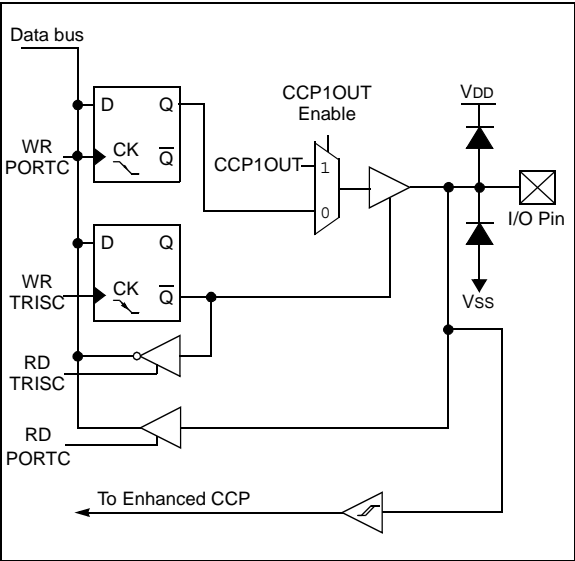 Data bus
D Q
CK
Q
WR
PORTC
CCP1OUT
Enable
CCP1OUT
1
0
VDD
I/O Pin
VSS
D Q
CK
Q
WR
TRISC
RD
TRISC
RD
PORTC
To Enhanced CCP